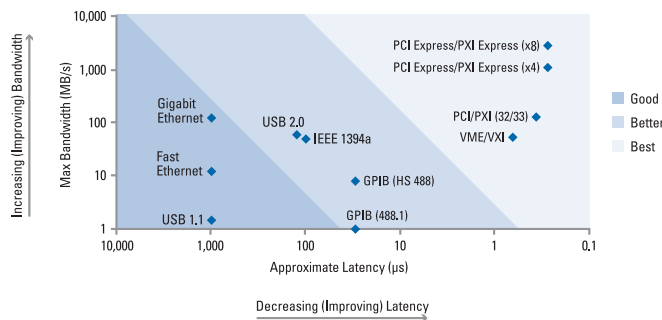 Increasing (Improving) Bandwidth
Max Bandwidth (MB/s)
10,000
1,000
100
10
1
PCI Express/PXI Express (x8)
PCI Express/PXI Express (x4)
Gigabit
Ethernet
USB 2.0
IEEE 1394a
PCI/PXI (32/33)
VME/VXI
Fast
Ethernet
GPIB (HS 488)
USB 1.1
GPIB (488.1)
Good
Better
Best
10,000
1,000
100
10
1
0.1
Approximate Latency (µs)
Decreasing (Improving) Latency